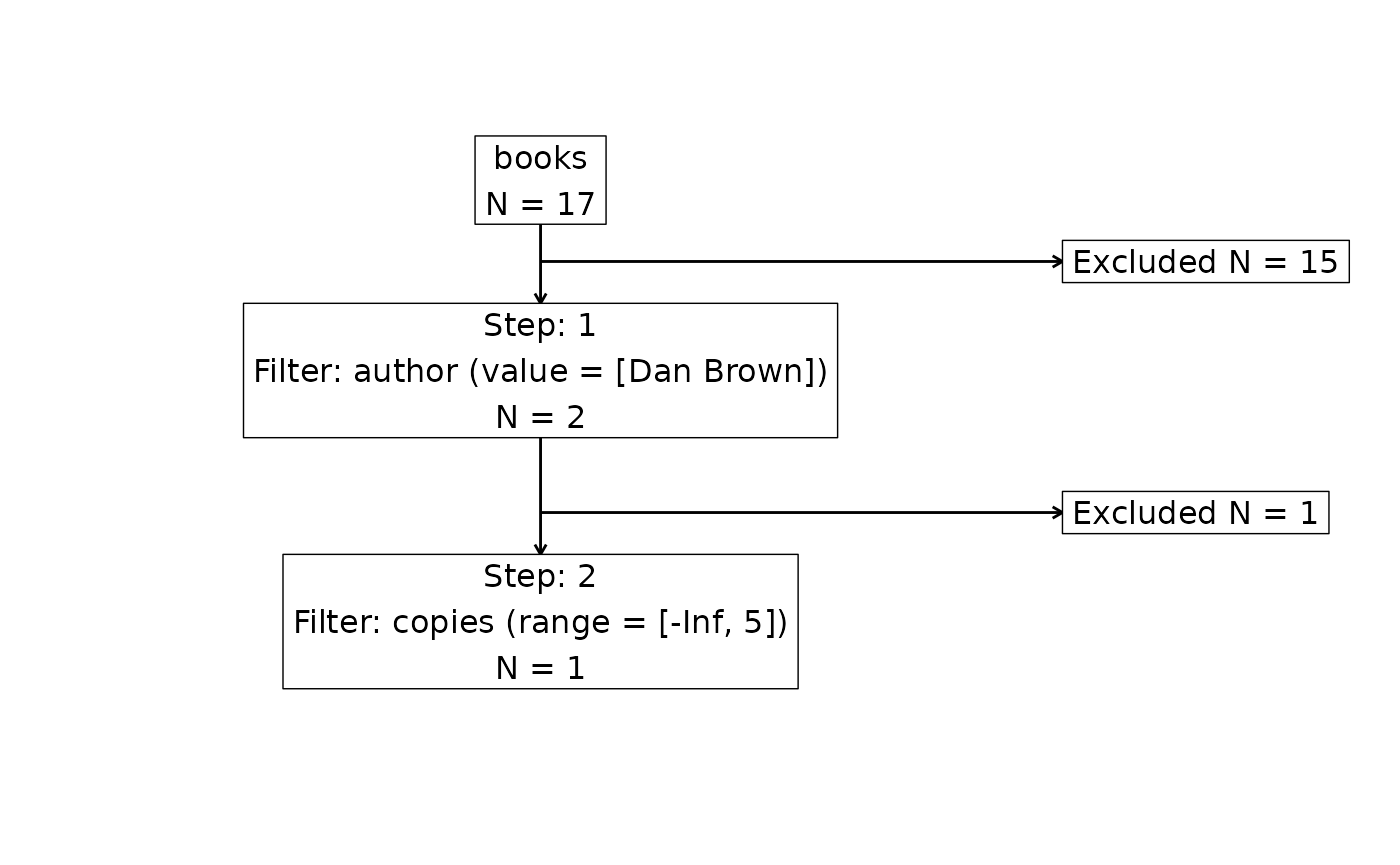 books
N = 17
Excluded N = 15
Step: 1
Filter: author (value = [Dan Brown])
N = 2
Excluded N = 1
Step: 2
Filter: copies (range = [-Inf, 5])
N = 1